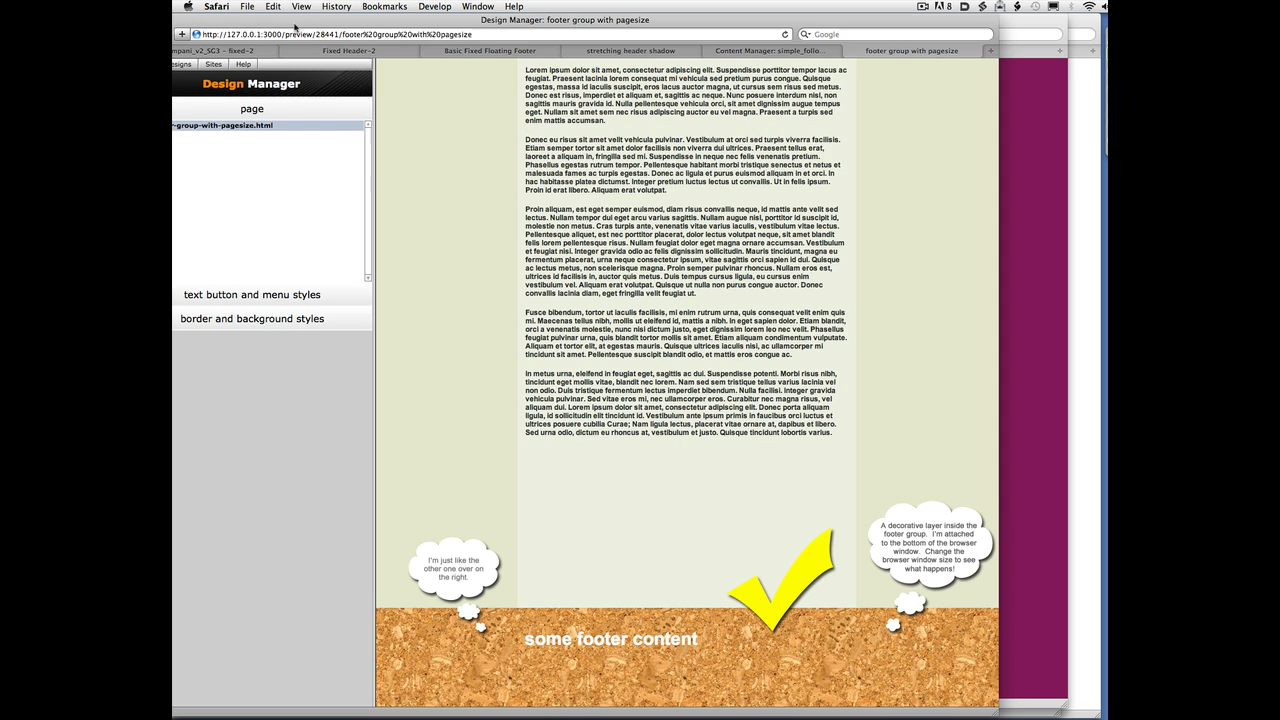 Safari File Edit View History Bookmarks Develop Window Help 8
Design Manager: footer group with pagesize
http://127.0.0.1:3000/preview/28441/footer%20group%20with%20pagesize Google
mpani_v2_SG3 – fixed-2 Fixed Header-2 Basic Fixed Floating Footer stretching header shadow Content Manager: simple_follo... footer group with pagesize
esigns Sites Help
Design Manager
page
-group-with-pagesize.html
text button and menu styles
border and background styles
Lorem ipsum dolor sit amet, consectetur adipiscing elit. Suspendisse porttitor tempor lacus ac
feugiat. Praesent lacinia lorem consequat mi vehicula sed pretium purus congue. Quisque
egestas, massa id iaculis suscipit, eros lacus auctor magna, ut cursus sem risus sed metus.
Donec est risus, imperdiet et aliquam et, sagittis ac neque. Nunc posuere interdum nisl, non
sagittis mauris gravida id. Nulla pellentesque vehicula orci, sit amet dignissim augue tempus
eget. Nullam sit amet sem nec risus adipiscing auctor eu vel magna. Praesent a turpis sed
enim mattis accumsan.
Donec eu risus sit amet velit vehicula pulvinar. Vestibulum at orci sed turpis viverra facilisis.
Etiam semper tortor sit amet dolor facilisis non viverra dui ultrices. Praesent tellus erat,
laoreet a aliquam in, fringilla sed mi. Suspendisse in neque nec felis venenatis pretium.
Phasellus egestas rutrum tempor. Pellentesque habitant morbi tristique senectus et netus et
malesuada fames ac turpis egestas. Donec ac ligula et purus euismod aliquam in et orci. In
hac habitasse platea dictumst. Integer pretium luctus lectus ut convallis. Ut in felis ipsum.
Proin id erat libero. Aliquam erat volutpat.
Proin aliquam, est eget semper euismod, diam risus convallis neque, id mattis ante velit sed
lectus. Nullam tempor dui eget arcu varius sagittis. Nullam augue nisl, porttitor id suscipit id,
mollis non metus. Cras turpis ante, venenatis vitae varius iaculis, vestibulum vitae lectus.
Pellentesque aliquet, est nec porttitor placerat, dolor lectus volutpat neque, sit amet blandit
felis lorem pellentesque risus. Nullam feugiat dolor eget magna ornare accumsan. Vestibulum
et feugiat nisi. Integer gravida odio ac felis dignissim sollicitudin. Mauris tincidunt, magna eu
fermentum placerat, urna neque consectetur ipsum, vitae sagittis orci sapien id dui. Quisque
ac lectus metus, non scelerisque magna. Proin semper pulvinar rhoncus. Nullam eros est,
ultrices id facilisis in, auctor quis metus. Duis tempus cursus ligula, eu cursus enim
vestibulum vel. Aliquam erat volutpat. Quisque ut nulla non purus congue auctor. Donec
convallis lacinia diam, eget fringilla velit feugiat ut.
Fusce bibendum, tortor ut iaculis facilisis, mi enim rutrum urna, quis consequat velit enim quis
mi. Maecenas tellus nibh, mollis ut eleifend id, mattis a nibh. In eget sapien dolor. Etiam blandit,
orci a venenatis molestie, nunc nisl dictum justo, eget dignissim lorem leo nec velit. Phasellus
feugiat pulvinar urna, quis blandit tortor mollis sit amet. Etiam aliquam condimentum vulputate.
Aliquam et tortor elit, at egestas mauris. Quisque ultrices iaculis nisi, ac ullamcorper mi
tincidunt sit amet. Pellentesque suscipit blandit odio, et mattis eros congue ac.
In metus urna, eleifend in feugiat eget, sagittis ac dui. Suspendisse potenti. Morbi risus nibh,
tincidunt eget mollis vitae, blandit nec lorem. Nam sed sem tristique tellus varius lacinia vel
non odio. Duis tristique fermentum lectus imperdiet bibendum. Nulla facilisi. Integer gravida
vehicula pulvinar. Sed vitae eros mi, nec ullamcorper eros. Curabitur nec magna risus, vel
aliquam dui. Lorem ipsum dolor sit amet, consectetur adipiscing elit. Donec porta aliquam
ligula, id sollicitudin elit tincidunt id. Vestibulum ante ipsum primis in faucibus orci luctus et
ultrices posuere cubilia Curae; Nam ligula lectus, placerat vitae ornare at, dapibus et libero.
Sed urna odio, dictum eu rhoncus at, vestibulum et justo. Quisque tincidunt lobortis varius.
I'm just like the
other one over on
the right.
A decorative layer inside the
footer group. I'm attached
to the bottom of the browser
window. Change the
browser window size to see
what happens!
some footer content